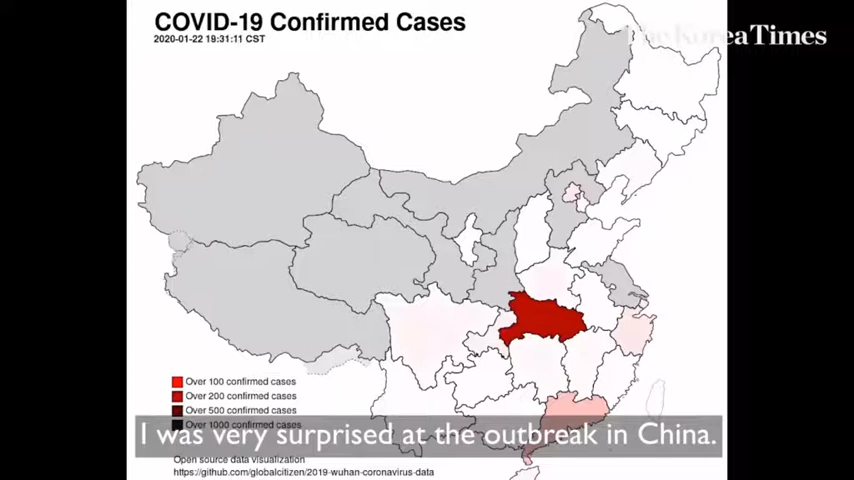 COVID-19 Confirmed Cases
2020-01-22 19:31:11 CST
The Korea Times
Over 100 confirmed cases
Over 200 confirmed cases
Over 500 confirmed cases
Over 1000 confirmed cases
I was very surprised at the outbreak in China.
Open source data visualization
https://github.com/globalcitizen/2019-wuhan-coronavirus-data